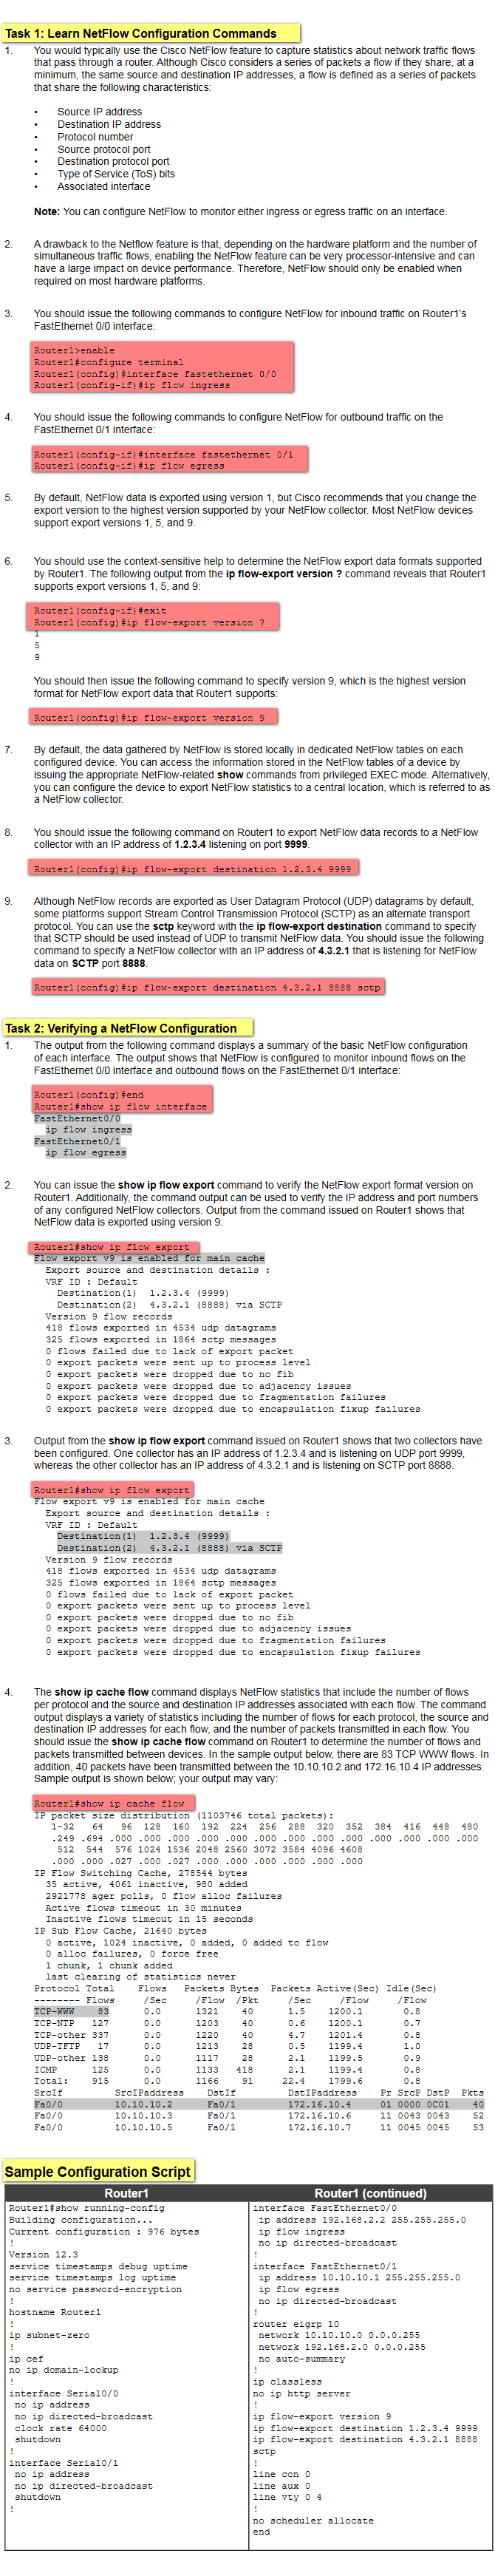 Task 1: Learn NetFlow Configuration Commands
1. You would typically use the Cisco NetFlow feature to capture statistics about network traffic flows
that pass through a router. Although Cisco considers a series of packets a flow if they share, at a
minimum, the same source and destination IP addresses, a flow is defined as a series of packets
that share the following characteristics:
• Source IP address
• Destination IP address
• Protocol number
• Source protocol port
• Destination protocol port
• Type of Service (ToS) bits
• Associated interface
Note: You can configure NetFlow to monitor either ingress or egress traffic on an interface.
2. A drawback to the Netflow feature is that, depending on the hardware platform and the number of
simultaneous traffic flows, enabling the NetFlow feature can be very processor-intensive and can
have a large impact on device performance. Therefore, NetFlow should only be enabled when
required on most hardware platforms.
3. You should issue the following commands to configure NetFlow for inbound traffic on Router1's
FastEthernet 0/0 interface:
Router1>enable
Router1#configure terminal
Router1(config)#interface fastethernet 0/0
Router1(config-if)#ip flow ingress
4. You should issue the following commands to configure NetFlow for outbound traffic on the
FastEthernet 0/1 interface:
Router1(config-if)#interface fastethernet 0/1
Router1(config-if)#ip flow egress
5. By default, NetFlow data is exported using version 1, but Cisco recommends that you change the
export version to the highest version supported by your NetFlow collector. Most NetFlow devices
support export versions 1, 5, and 9.
6. You should use the context-sensitive help to determine the NetFlow export data formats supported
by Router1. The following output from the ip flow-export version ? command reveals that Router1
supports export versions 1, 5, and 9:
Router1(config-if)#exit
Router1(config)#ip flow-export version ?
1
5
9
You should then issue the following command to specify version 9, which is the highest version
format for NetFlow export data that Router1 supports:
Router1(config)#ip flow-export version 9
7. By default, the data gathered by NetFlow is stored locally in dedicated NetFlow tables on each
configured device. You can access the information stored in the NetFlow tables of a device by
issuing the appropriate NetFlow-related show commands from privileged EXEC mode. Alternatively,
you can configure the device to export NetFlow statistics to a central location, which is referred to as
a NetFlow collector.
8. You should issue the following command on Router1 to export NetFlow data records to a NetFlow
collector with an IP address of 1.2.3.4 listening on port 9999.
Router1(config)#ip flow-export destination 1.2.3.4 9999
9. Although NetFlow records are exported as User Datagram Protocol (UDP) datagrams by default,
some platforms support Stream Control Transmission Protocol (SCTP) as an alternate transport
protocol. You can use the sctp keyword with the ip flow-export destination command to specify
that SCTP should be used instead of UDP to transmit NetFlow data. You should issue the following
command to specify a NetFlow collector with an IP address of 4.3.2.1 that is listening for NetFlow
data on SCTP port 8888.
Router1(config)#ip flow-export destination 4.3.2.1 8888 sctp
Task 2: Verifying a NetFlow Configuration
1. The output from the following command displays a summary of the basic NetFlow configuration
of each interface. The output shows that NetFlow is configured to monitor inbound flows on the
FastEthernet 0/0 interface and outbound flows on the FastEthernet 0/1 interface:
Router1(config)#end
Router1#show ip flow interface
FastEthernet0/0
ip flow ingress
FastEthernet0/1
ip flow egress
2. You can issue the show ip flow export command to verify the NetFlow export format version on
Router1. Additionally, the command output can be used to verify the IP address and port numbers
of any configured NetFlow collectors. Output from the command issued on Router1 shows that
NetFlow data is exported using version 9:
Router1#show ip flow export
Flow export v9 is enabled for main cache
Export source and destination details :
VRF ID : Default
Destination(1) 1.2.3.4 (9999)
Destination(2) 4.3.2.1 (8888) via SCTP
Version 9 flow records
418 flows exported in 4534 udp datagrams
325 flows exported in 1864 sctp messages
0 flows failed due to lack of export packet
0 export packets were sent up to process level
0 export packets were dropped due to no fib
0 export packets were dropped due to adjacency issues
0 export packets were dropped due to fragmentation failures
0 export packets were dropped due to encapsulation fixup failures
3. Output from the show ip flow export command issued on Router1 shows that two collectors have
been configured. One collector has an IP address of 1.2.3.4 and is listening on UDP port 9999,
whereas the other collector has an IP address of 4.3.2.1 and is listening on SCTP port 8888.
Router1#show ip flow export
Flow export v9 is enabled for main cache
Export source and destination details :
VRF ID : Default
Destination(1) 1.2.3.4 (9999)
Destination(2) 4.3.2.1 (8888) via SCTP
Version 9 flow records
418 flows exported in 4534 udp datagrams
325 flows exported in 1864 sctp messages
0 flows failed due to lack of export packet
0 export packets were sent up to process level
0 export packets were dropped due to no fib
0 export packets were dropped due to adjacency issues
0 export packets were dropped due to fragmentation failures
0 export packets were dropped due to encapsulation fixup failures
4. The show ip cache flow command displays NetFlow statistics that include the number of flows
per protocol and the source and destination IP addresses associated with each flow. The command
output displays a variety of statistics including the number of flows for each protocol, the source and
destination IP addresses for each flow, and the number of packets transmitted in each flow. You
should issue the show ip cache flow command on Router1 to determine the number of flows and
packets transmitted between devices. In the sample output below, there are 83 TCP WWW flows. In
addition, 40 packets have been transmitted between the 10.10.10.2 and 172.16.10.4 IP addresses.
Sample output is shown below; your output may vary:
Router1#show ip cache flow
IP packet size distribution (1103746 total packets):
1-32 64 96 128 160 192 224 256 288 320 352 384 416 448 480
.249 .694 .000 .000 .000 .000 .000 .000 .000 .000 .000 .000 .000 .000 .000
512 544 576 1024 1536 2048 2560 3072 3584 4096 4608
.000 .000 .027 .000 .027 .000 .000 .000 .000 .000 .000
IP Flow Switching Cache, 278544 bytes
35 active, 4061 inactive, 980 added
2921778 ager polls, 0 flow alloc failures
Active flows timeout in 30 minutes
Inactive flows timeout in 15 seconds
IP Sub Flow Cache, 21640 bytes
0 active, 1024 inactive, 0 added, 0 added to flow
0 alloc failures, 0 force free
1 chunk, 1 chunk added
last clearing of statistics never
Protocol Total Flows Packets Bytes Packets Active(Sec) Idle(Sec)
-------- Flows /Sec /Flow /Pkt /Sec /Flow /Flow
TCP-WWW 83 0.0 1321 40 1.5 1200.1 0.8
TCP-NTP 127 0.0 1203 40 0.6 1200.1 0.7
TCP-other 337 0.0 1220 40 4.7 1201.4 0.8
UDP-TFTP 17 0.0 1213 28 0.5 1199.4 1.0
UDP-other 138 0.0 1117 28 2.1 1199.5 0.9
ICMP 125 0.0 1133 418 2.1 1199.4 0.8
Total: 915 0.0 1166 91 22.4 1799.6 0.8
SrcIf SrcIPaddress DstIf DstIPaddress Pr SrcP DstP Pkts
Fa0/0 10.10.10.2 Fa0/1 172.16.10.4 01 0000 0C01 40
Fa0/0 10.10.10.3 Fa0/1 172.16.10.6 11 0043 0043 52
Fa0/0 10.10.10.5 Fa0/1 172.16.10.7 11 0045 0045 53
Sample Configuration Script
Router1
Router1#show running-config
Building configuration...
Current configuration : 976 bytes
!
Version 12.3
service timestamps debug uptime
service timestamps log uptime
no service password-encryption
!
hostname Router1
!
ip subnet-zero
!
ip cef
no ip domain-lookup
!
interface Serial0/0
no ip address
no ip directed-broadcast
clock rate 64000
shutdown
!
interface Serial0/1
no ip address
no ip directed-broadcast
shutdown
!
Router1 (continued)
interface FastEthernet0/0
ip address 192.168.2.2 255.255.255.0
ip flow ingress
no ip directed-broadcast
!
interface FastEthernet0/1
ip address 10.10.10.1 255.255.255.0
ip flow egress
no ip directed-broadcast
!
router eigrp 10
network 10.10.10.0 0.0.0.255
network 192.168.2.0 0.0.0.255
no auto-summary
!
ip classless
no ip http server
!
ip flow-export version 9
ip flow-export destination 1.2.3.4 9999
ip flow-export destination 4.3.2.1 8888
sctp
!
line con 0
line aux 0
line vty 0 4
!
no scheduler allocate
end